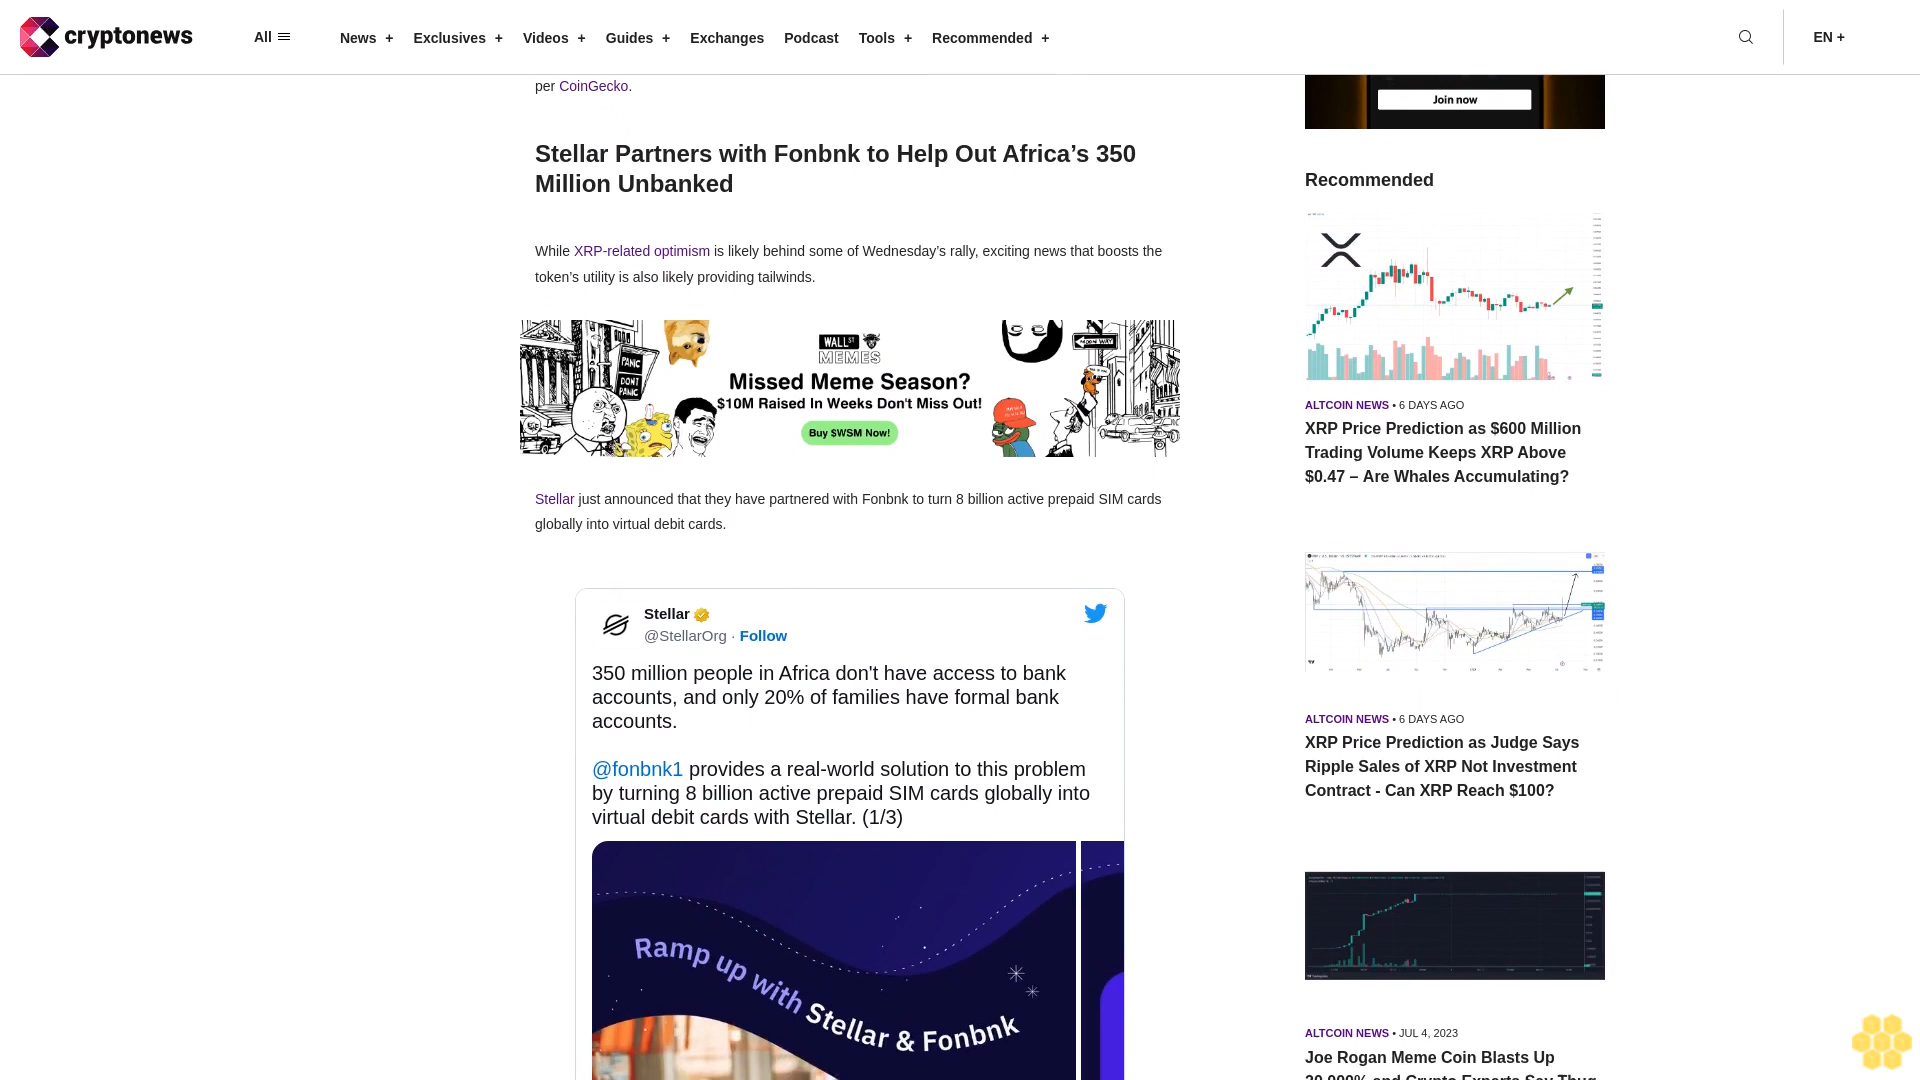 cryptonews
All
News +
Exclusives +
Videos +
Guides +
Exchanges
Podcast
Tools +
Recommended +
EN +
per CoinGecko.
Stellar Partners with Fonbnk to Help Out Africa’s 350
Million Unbanked
While XRP-related optimism is likely behind some of Wednesday’s rally, exciting news that boosts the
token’s utility is also likely providing tailwinds.
PANIC
DONT
PANIC
WALL ST
MEMES
Missed Meme Season?
$10M Raised In Weeks Don't Miss Out!
Buy $WSM Now!
Stellar just announced that they have partnered with Fonbnk to turn 8 billion active prepaid SIM cards
globally into virtual debit cards.
Stellar
@StellarOrg · Follow
350 million people in Africa don't have access to bank
accounts, and only 20% of families have formal bank
accounts.
@fonbnk1 provides a real-world solution to this problem
by turning 8 billion active prepaid SIM cards globally into
virtual debit cards with Stellar. (1/3)
Ramp up with Stellar & Fonbnk
Join now
Recommended
ALTCOIN NEWS • 6 DAYS AGO
XRP Price Prediction as $600 Million
Trading Volume Keeps XRP Above
$0.47 – Are Whales Accumulating?
ALTCOIN NEWS • 6 DAYS AGO
XRP Price Prediction as Judge Says
Ripple Sales of XRP Not Investment
Contract - Can XRP Reach $100?
ALTCOIN NEWS • JUL 4, 2023
Joe Rogan Meme Coin Blasts Up
20,000% and Crypto Experts Say Thug